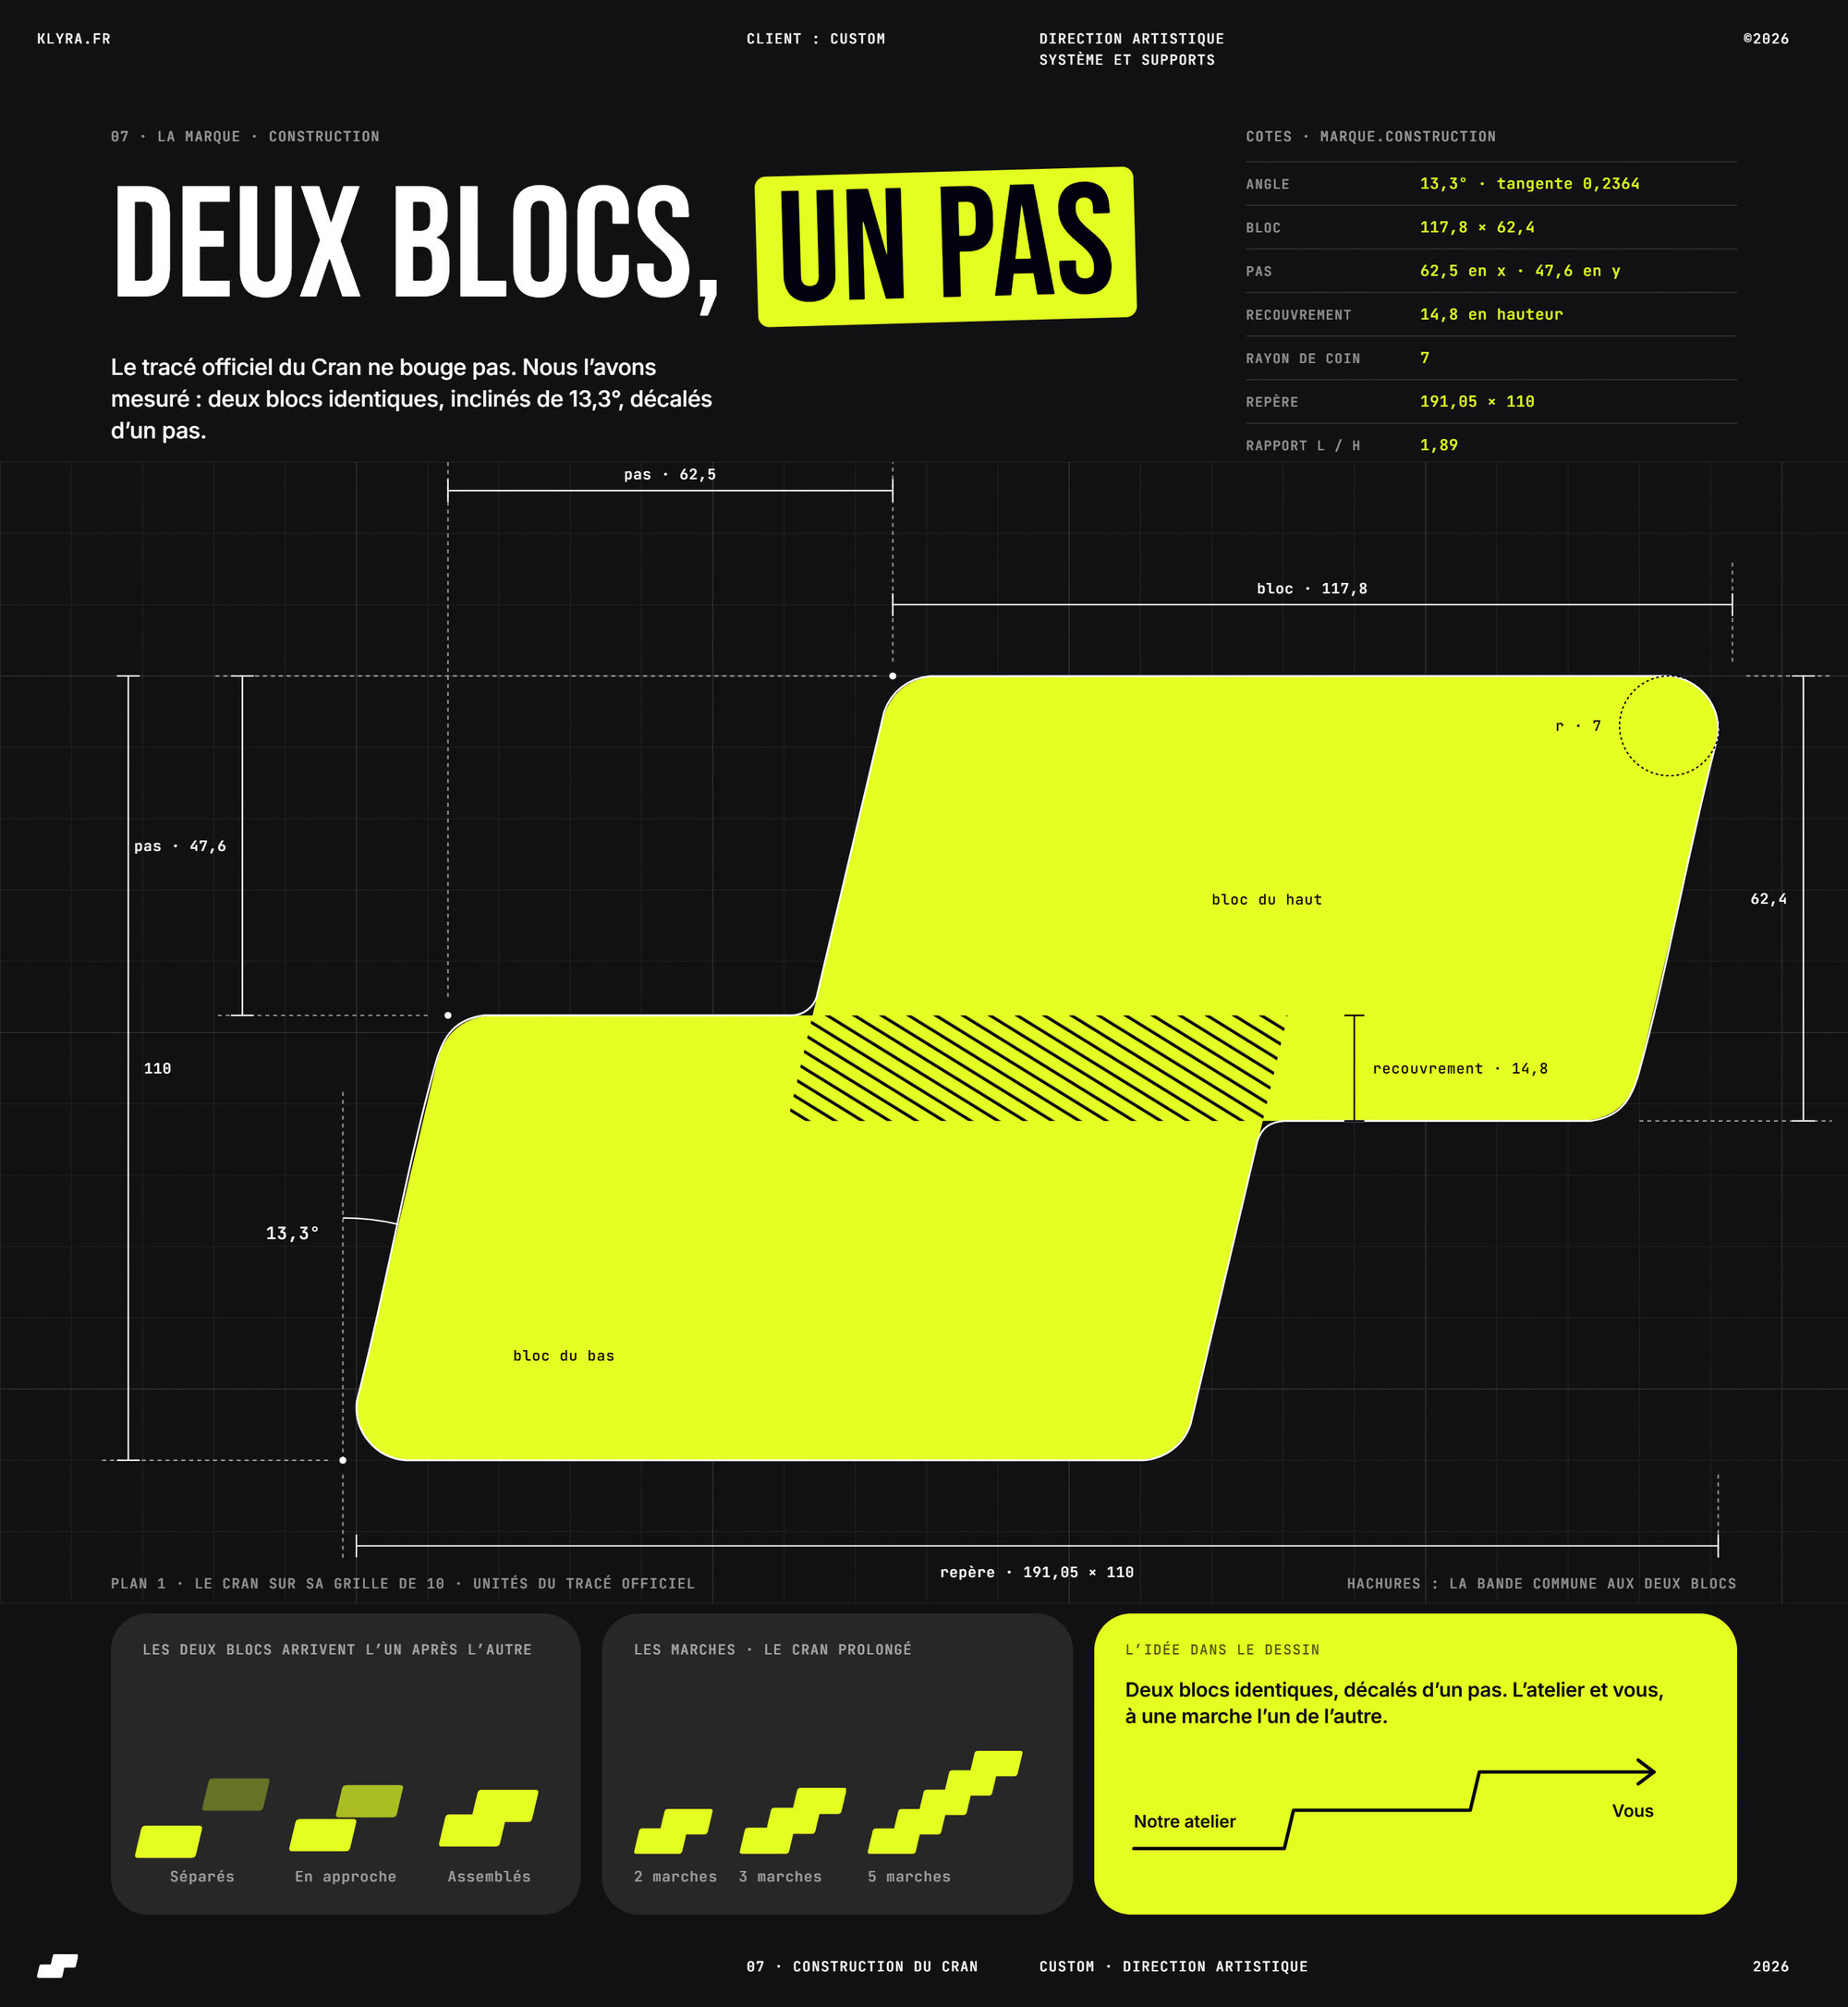 KLYRA.FR
CLIENT : CUSTOM
DIRECTION ARTISTIQUE
SYSTÈME ET SUPPORTS
©2026
07 · LA MARQUE · CONSTRUCTION
DEUX BLOCS, UN PAS
Le tracé officiel du Cran ne bouge pas. Nous l’avons
mesuré : deux blocs identiques, inclinés de 13,3°, décalés
d’un pas.
COTES · MARQUE.CONSTRUCTION
ANGLE 13,3° · tangente 0,2364
BLOC 117,8 × 62,4
PAS 62,5 en x · 47,6 en y
RECOUVREMENT 14,8 en hauteur
RAYON DE COIN 7
REPÈRE 191,05 × 110
RAPPORT L / H 1,89
pas · 62,5
bloc · 117,8
r · 7
pas · 47,6
bloc du haut
62,4
110
recouvrement · 14,8
13,3°
bloc du bas
repère · 191,05 × 110
PLAN 1 · LE CRAN SUR SA GRILLE DE 10 · UNITÉS DU TRACÉ OFFICIEL
HACHURES : LA BANDE COMMUNE AUX DEUX BLOCS
LES DEUX BLOCS ARRIVENT L’UN APRÈS L’AUTRE
Séparés
En approche
Assemblés
LES MARCHES · LE CRAN PROLONGÉ
2 marches
3 marches
5 marches
L’IDÉE DANS LE DESSIN
Deux blocs identiques, décalés d’un pas. L’atelier et vous,
à une marche l’un de l’autre.
Notre atelier
Vous
07 · CONSTRUCTION DU CRAN
CUSTOM · DIRECTION ARTISTIQUE
2026